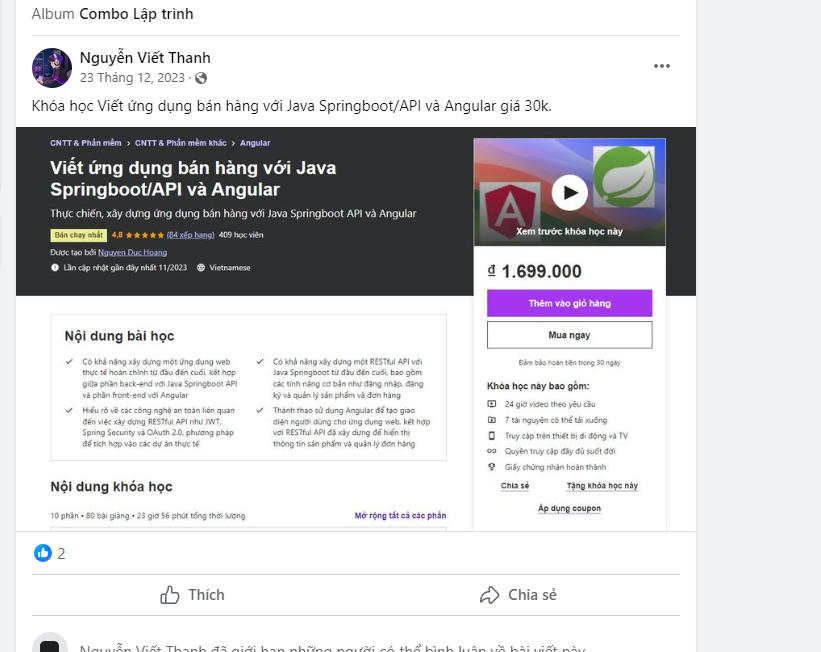 Album Combo Lập trình
Nguyễn Viết Thanh
23 Tháng 12, 2023 ·
Khóa học Viết ứng dụng bán hàng với Java Springboot/API và Angular giá 30k.
CNTT & Phần mềm > CNTT & Phần mềm khác > Angular
Viết ứng dụng bán hàng với Java
Springboot/API và Angular
Thực chiến, xây dựng ứng dụng bán hàng với Java Springboot API và Angular
Bán chạy nhất 4,8 ★★★★★ (84 xếp hạng) 409 học viên
Được tạo bởi Nguyen Duc Hoang
Lần cập nhật gần đây nhất 11/2023 Vietnamese
Xem trước khóa học này
₫ 1.699.000
Thêm vào giỏ hàng
Mua ngay
Đảm bảo hoàn tiền trong 30 ngày
Khóa học này bao gồm:
24 giờ video theo yêu cầu
7 tài nguyên có thể tải xuống
Truy cập trên thiết bị di động và TV
Quyền truy cập đầy đủ suốt đời
Giấy chứng nhận hoàn thành
Chia sẻ Tặng khóa học này
Áp dụng coupon
Nội dung bài học
Có khả năng xây dựng một ứng dụng web
thực tế hoàn chỉnh từ đầu đến cuối, kết hợp
giữa phần back-end với Java Springboot API
và phần front-end với Angular
Có khả năng xây dựng một RESTful API với
Java Springboot từ đầu đến cuối, bao gồm
các tính năng cơ bản như đăng nhập, đăng
ký và quản lý sản phẩm và đơn hàng
Hiểu rõ về các công nghệ an toàn liên quan
đến việc xây dựng RESTful API như JWT,
Spring Security và OAuth 2.0, phương pháp
để tích hợp vào các dự án thực tế
Thành thạo sử dụng Angular để tạo giao
diện người dùng cho ứng dụng web, kết hợp
với RESTful API đã xây dựng để hiển thị
thông tin sản phẩm và quản lý đơn hàng
Nội dung khóa học
10 phần • 80 bài giảng • 23 giờ 56 phút tổng thời lượng Mở rộng tất cả các phần
2
Thích Chia sẻ
Nguyễn Viết Thanh đã giới hạn những người có thể bình luận về bài viết này